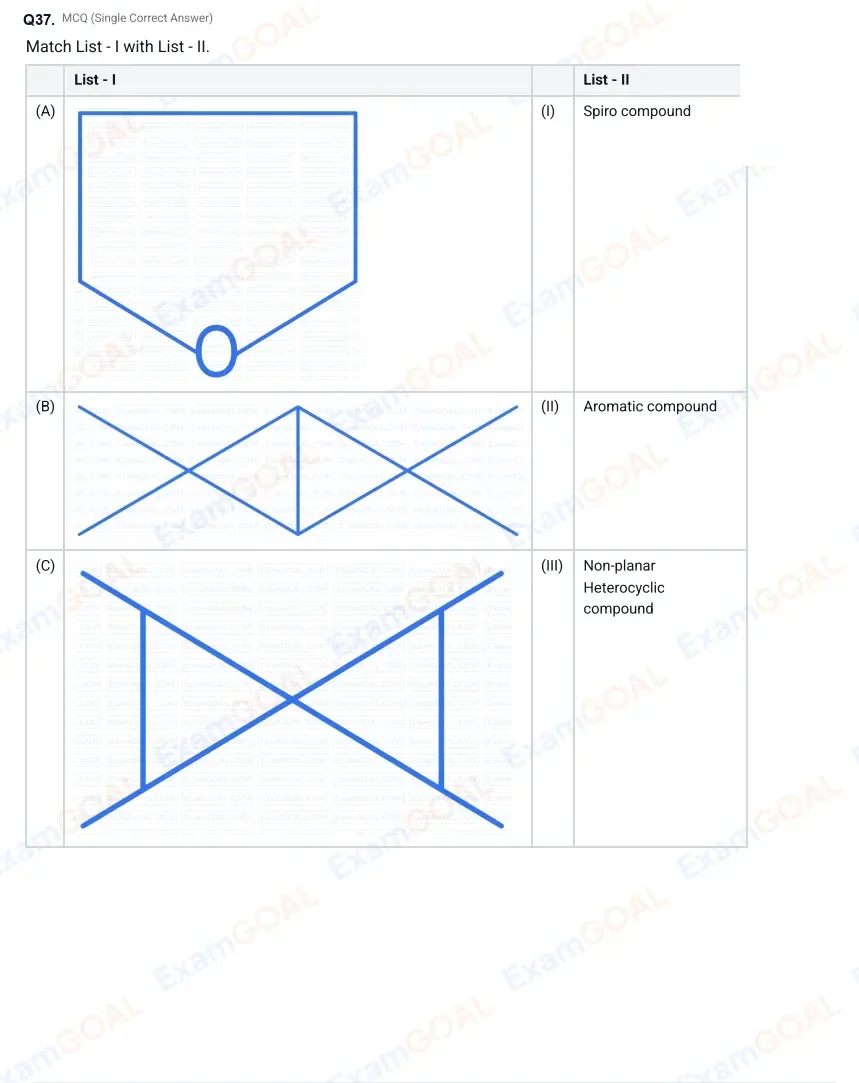 Q37. MCQ (Single Correct Answer)
Match List - I with List - II.
List - I List - II
(A) (I) Spiro compound
O
(B) (II) Aromatic compound
(C) (III) Non-planar
Heterocyclic
compound
ExamGOAL